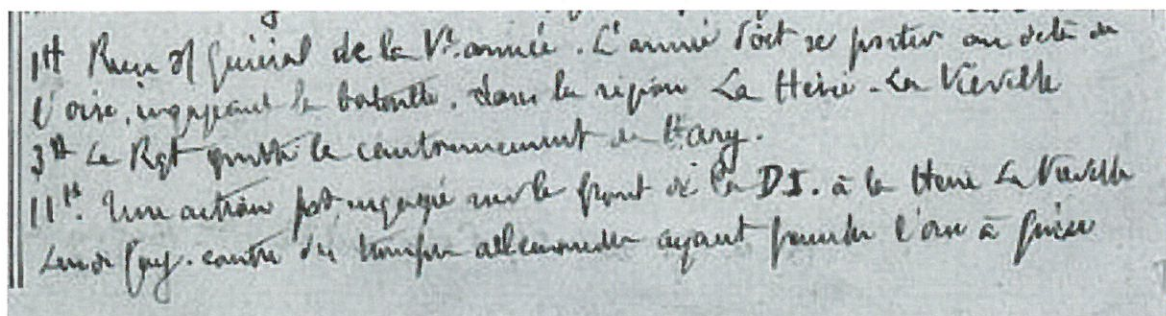 1h Reçu O/ Général de la Ve armée. L'armée doit se porter au delà de
l'oise, engageant la bataille, dans la région La Hérie - La Vieville
3h Le Rgt quitte le cantonnement de Hary.
11h. Une action est engagée sur le front de la D.I. à la Hérie La Vieville
contre des troupes allemandes ayant franchi l'oise à Guise